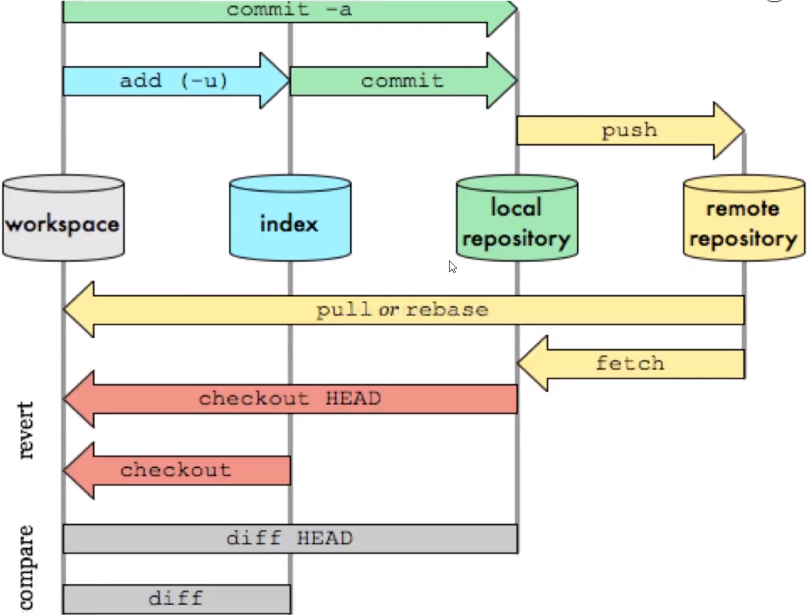 commit -a
add (-u)
commit
push
workspace
index
local
repository
remote
repository
pull or rebase
fetch
checkout HEAD
revert
checkout
diff HEAD
compare
diff